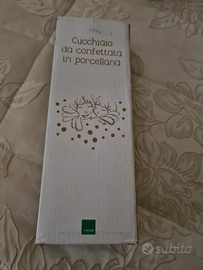 Cucchiaio
da confettata
in porcellana
subito